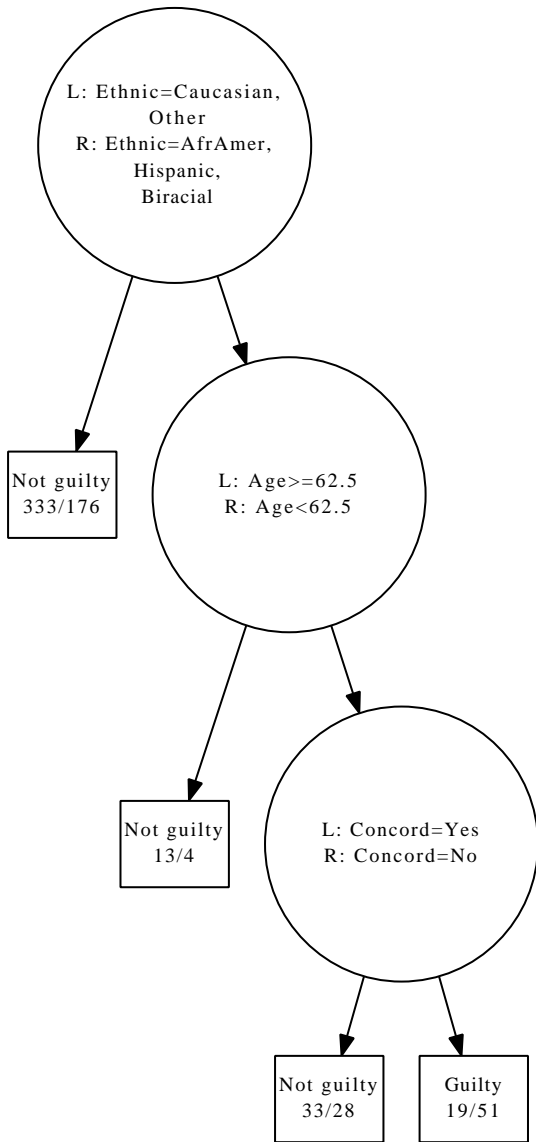 L: Ethnic=Caucasian,
Other
R: Ethnic=AfrAmer,
Hispanic,
Biracial
Not guilty
333/176
L: Age>=62.5
R: Age<62.5
Not guilty
13/4
L: Concord=Yes
R: Concord=No
Not guilty
33/28
Guilty
19/51